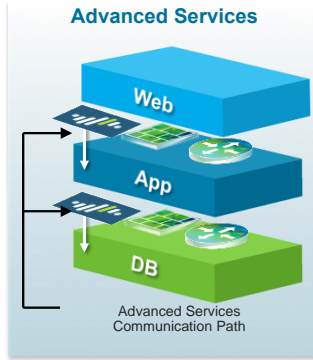 Advanced Services
Web
App
DB
Advanced Services
Communication Path